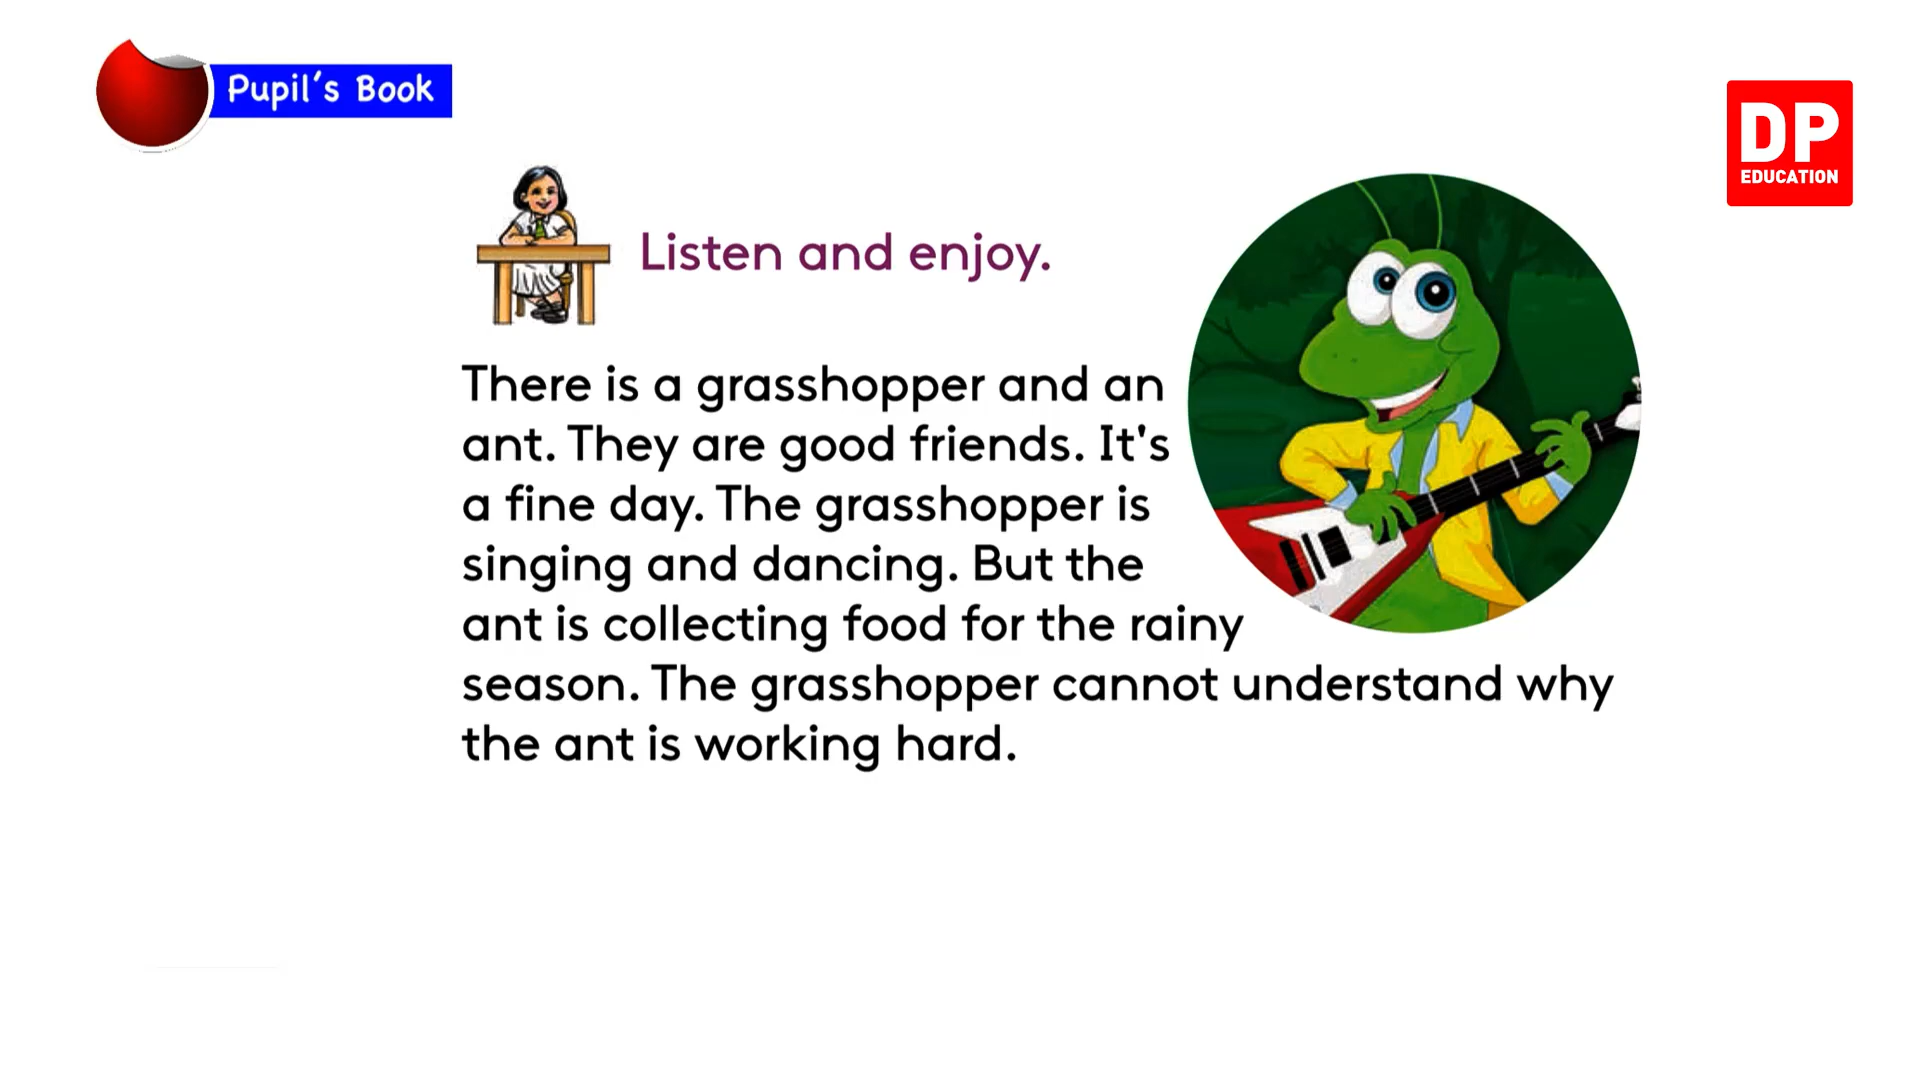 Pupil's Book
DP
EDUCATION
Listen and enjoy.
There is a grasshopper and an
ant. They are good friends. It's
a fine day. The grasshopper is
singing and dancing. But the
ant is collecting food for the rainy
season. The grasshopper cannot understand why
the ant is working hard.